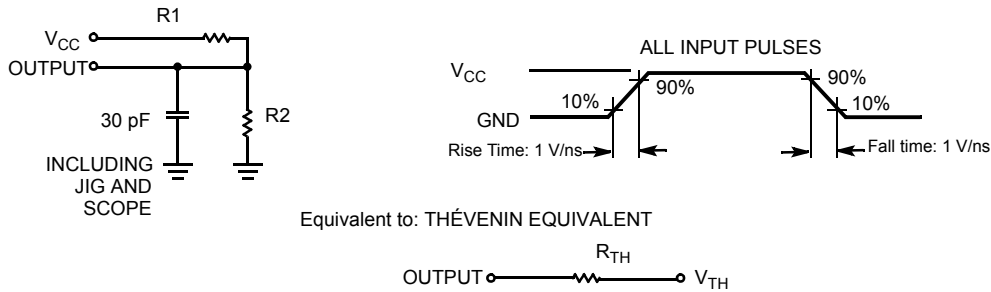 R1
VCC
OUTPUT
30 pF
R2
INCLUDING
JIG AND
SCOPE
ALL INPUT PULSES
VCC
GND
10%
90%
90%
10%
Rise Time: 1 V/ns
Fall time: 1 V/ns
Equivalent to: THÉVENIN EQUIVALENT
RTH
OUTPUT
VTH